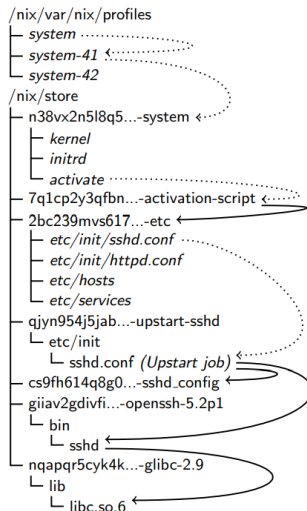 /nix/var/nix/profiles
system
system-41
system-42
/nix/store
n38vx2n5l8q5...-system
kernel
initrd
activate
7q1cp2y3qfbn...-activation-script
2bc239mvs617...-etc
etc/init/sshd.conf
etc/init/httpd.conf
etc/hosts
etc/services
qjyn954j5jab...-upstart-sshd
etc/init
sshd.conf (Upstart job)
cs9fh614q8g0...-sshd_config
giiav2gdivfi...-openssh-5.2p1
bin
sshd
nqapqr5cyk4k...-glibc-2.9
lib
libc.so.6